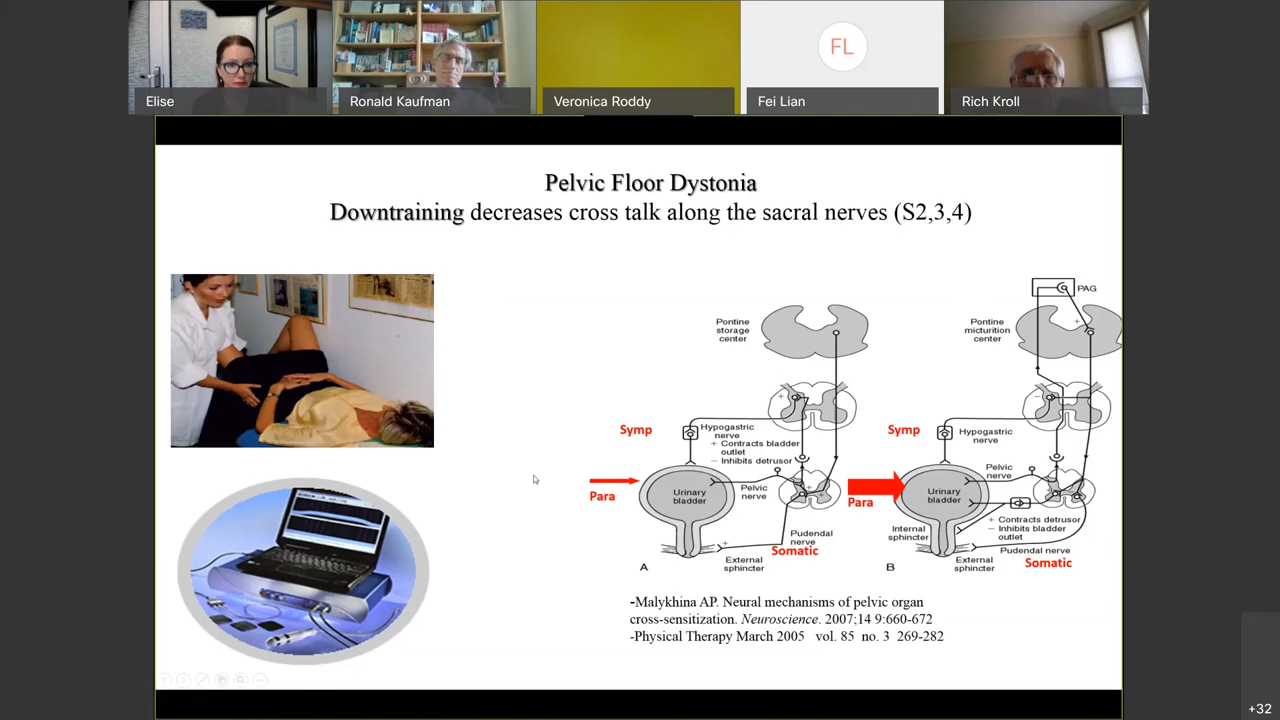 Elise
Ronald Kaufman
Veronica Roddy
FL
Fei Lian
Rich Kroll
Pelvic Floor Dystonia
Downtraining decreases cross talk along the sacral nerves (S2,3,4)
Pontine
storage
center
Symp
Hypogastric
nerve
+ Contracts bladder
outlet
− Inhibits detrusor
Para
Urinary
bladder
Pelvic
nerve
Pudendal
nerve
Somatic
External
sphincter
A
PAG
Pontine
micturition
center
Symp
Hypogastric
nerve
Pelvic
nerve
Para
Urinary
bladder
Internal
sphincter
+ Contracts detrusor
− Inhibits bladder
outlet
Pudendal nerve
Somatic
External
sphincter
B
-Malykhina AP. Neural mechanisms of pelvic organ
cross-sensitization. Neuroscience. 2007;14 9:660-672
-Physical Therapy March 2005 vol. 85 no. 3 269-282
+32